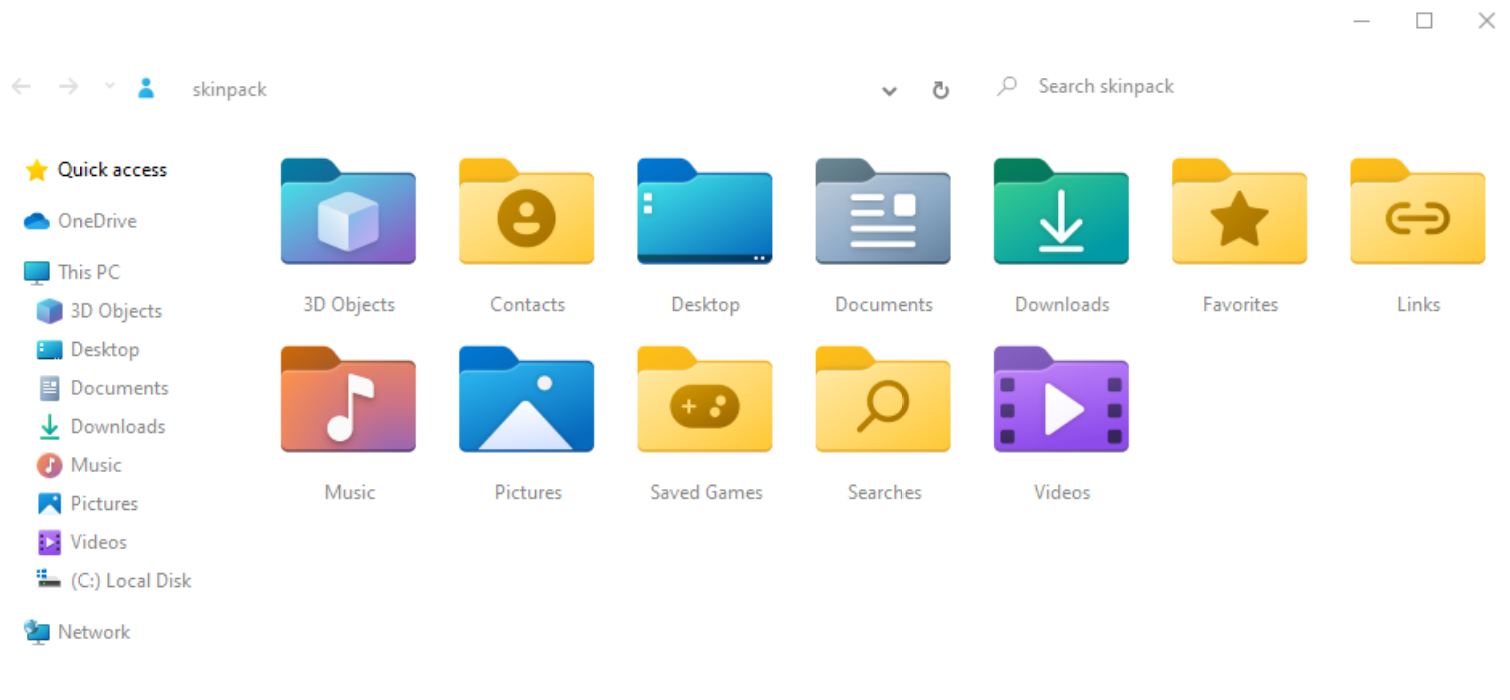 skinpack
Search skinpack
Quick access
OneDrive
This PC
3D Objects
Desktop
Documents
Downloads
Music
Pictures
Videos
(C:) Local Disk
Network
3D Objects Contacts Desktop Documents Downloads Favorites Links
Music Pictures Saved Games Searches Videos